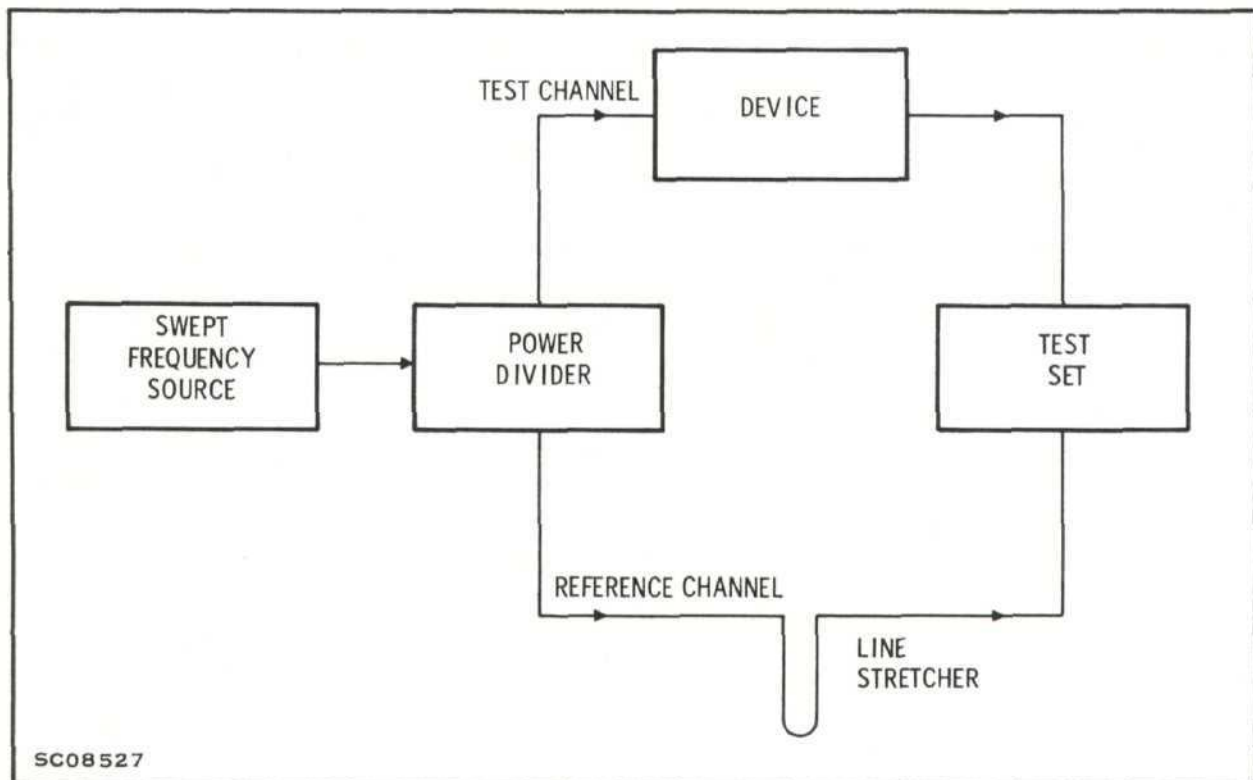 TEST CHANNEL
DEVICE
SWEPT
FREQUENCY
SOURCE
POWER
DIVIDER
TEST
SET
REFERENCE CHANNEL
LINE
STRETCHER
SC08527